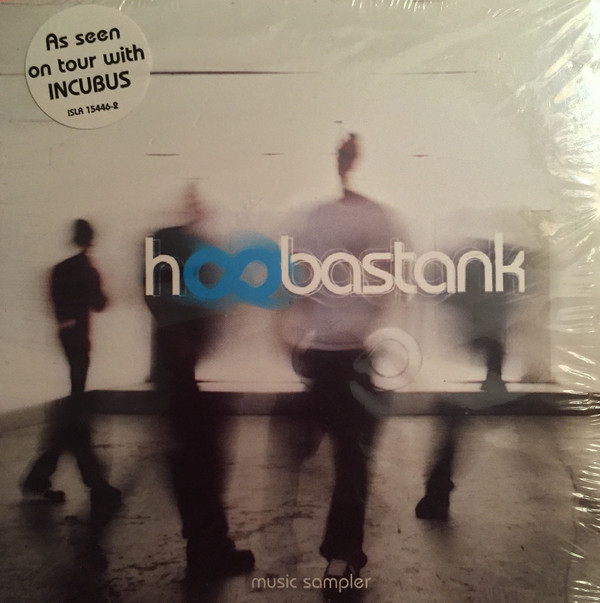 As seen
on tour with
INCUBUS
ISLR 15446-2
hoobastank
music sampler